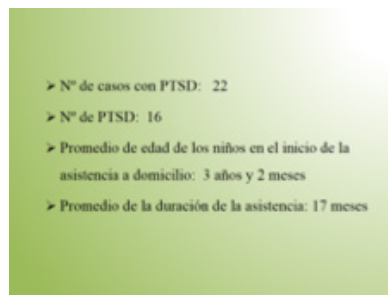 ➢ Nº de casos con PTSD: 22
➢ Nº de PTSD: 16
➢ Promedio de edad de los niños en el inicio de la
asistencia a domicilio: 3 años y 2 meses
➢ Promedio de la duración de la asistencia: 17 meses